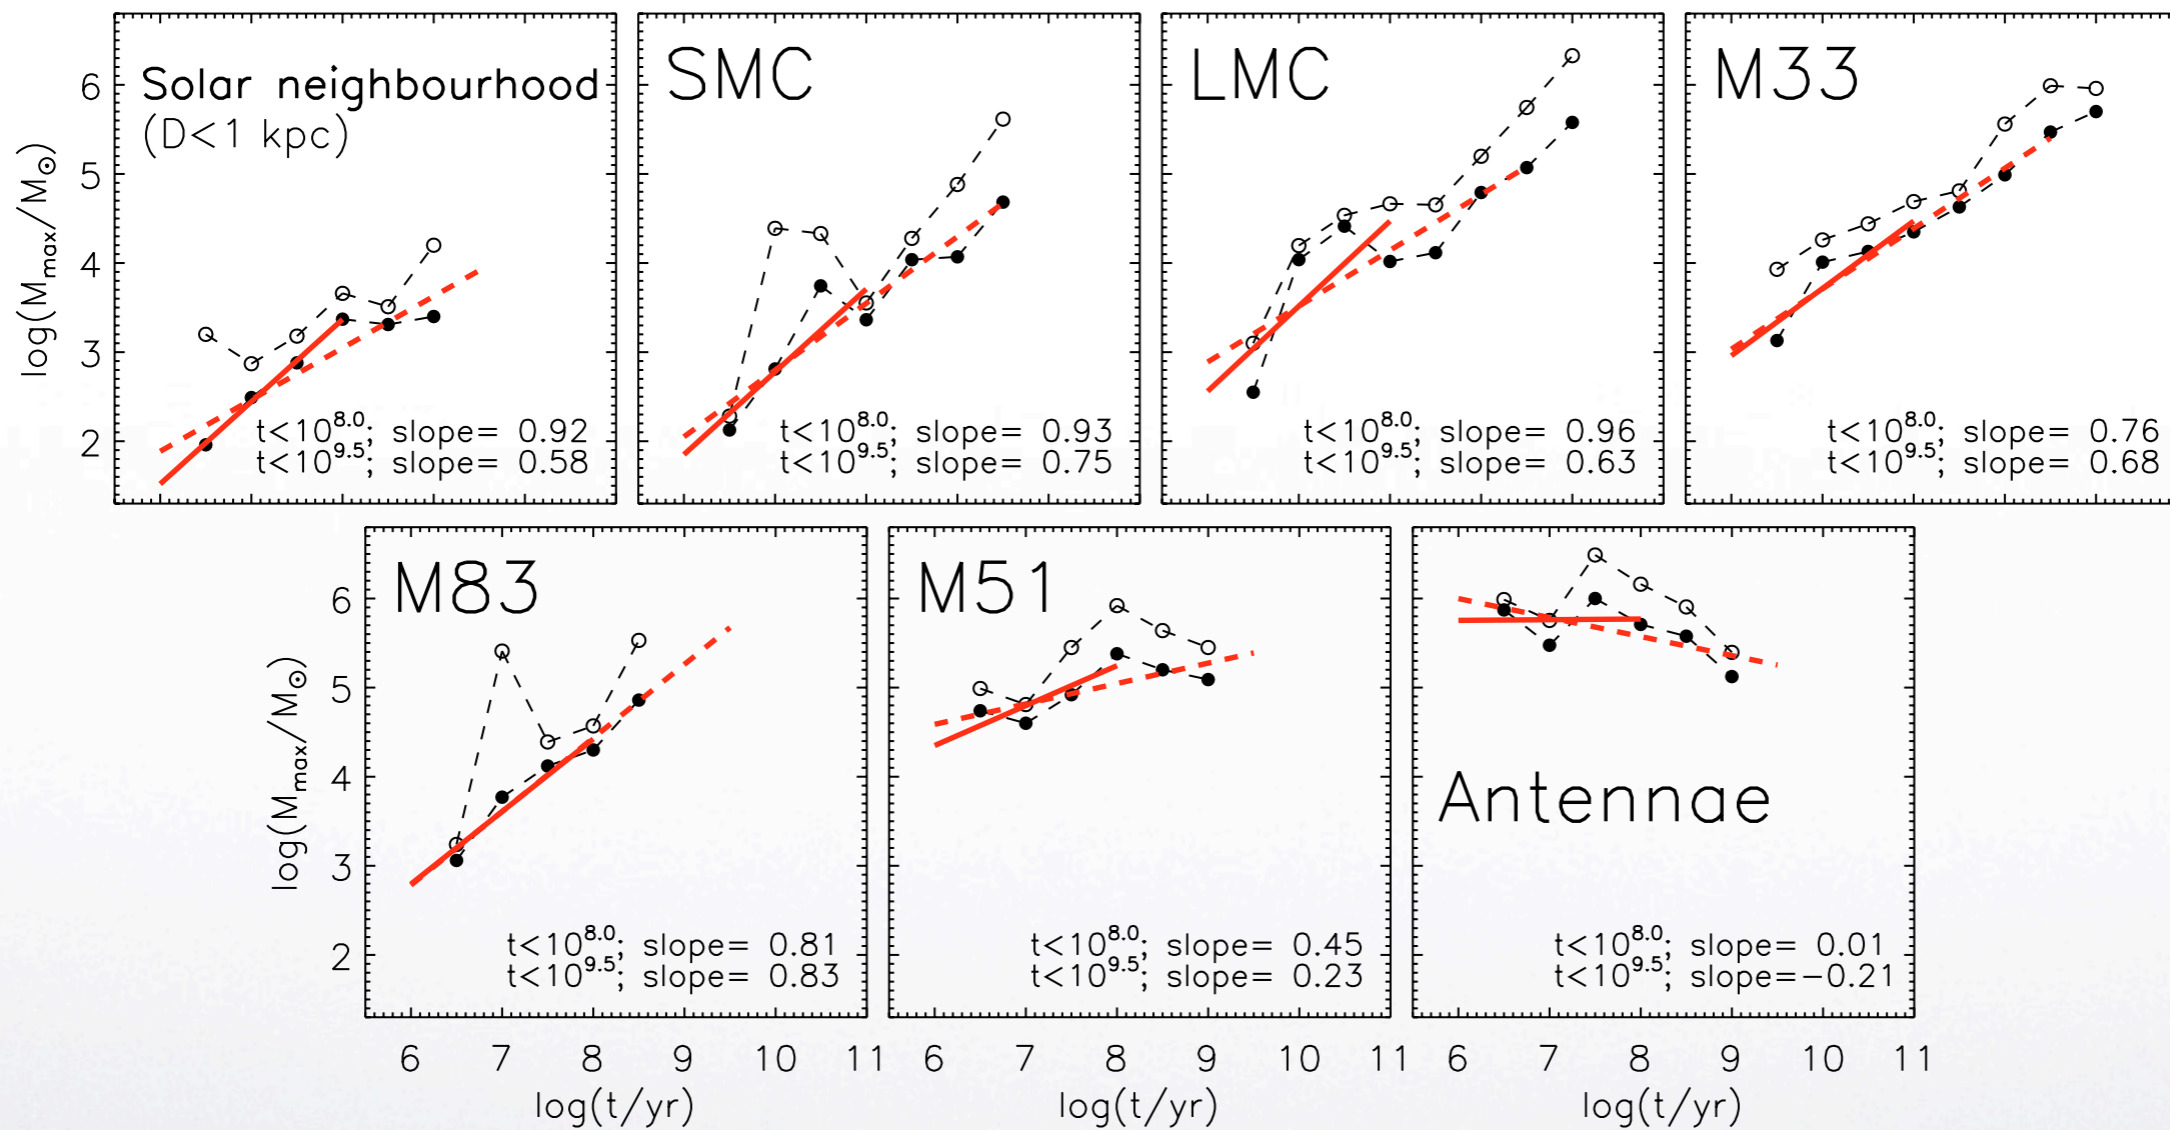 Solar neighbourhood
(D<1 kpc)
log(M_max/M_⊙)
6
5
4
3
2
t<10^8.0; slope= 0.92
t<10^9.5; slope= 0.58
SMC
t<10^8.0; slope= 0.93
t<10^9.5; slope= 0.75
LMC
t<10^8.0; slope= 0.96
t<10^9.5; slope= 0.63
M33
t<10^8.0; slope= 0.76
t<10^9.5; slope= 0.68
M83
log(M_max/M_⊙)
6
5
4
3
2
t<10^8.0; slope= 0.81
t<10^9.5; slope= 0.83
6 7 8 9 10 11
log(t/yr)
M51
t<10^8.0; slope= 0.45
t<10^9.5; slope= 0.23
6 7 8 9 10 11
log(t/yr)
Antennae
t<10^8.0; slope= 0.01
t<10^9.5; slope=−0.21
6 7 8 9 10 11
log(t/yr)